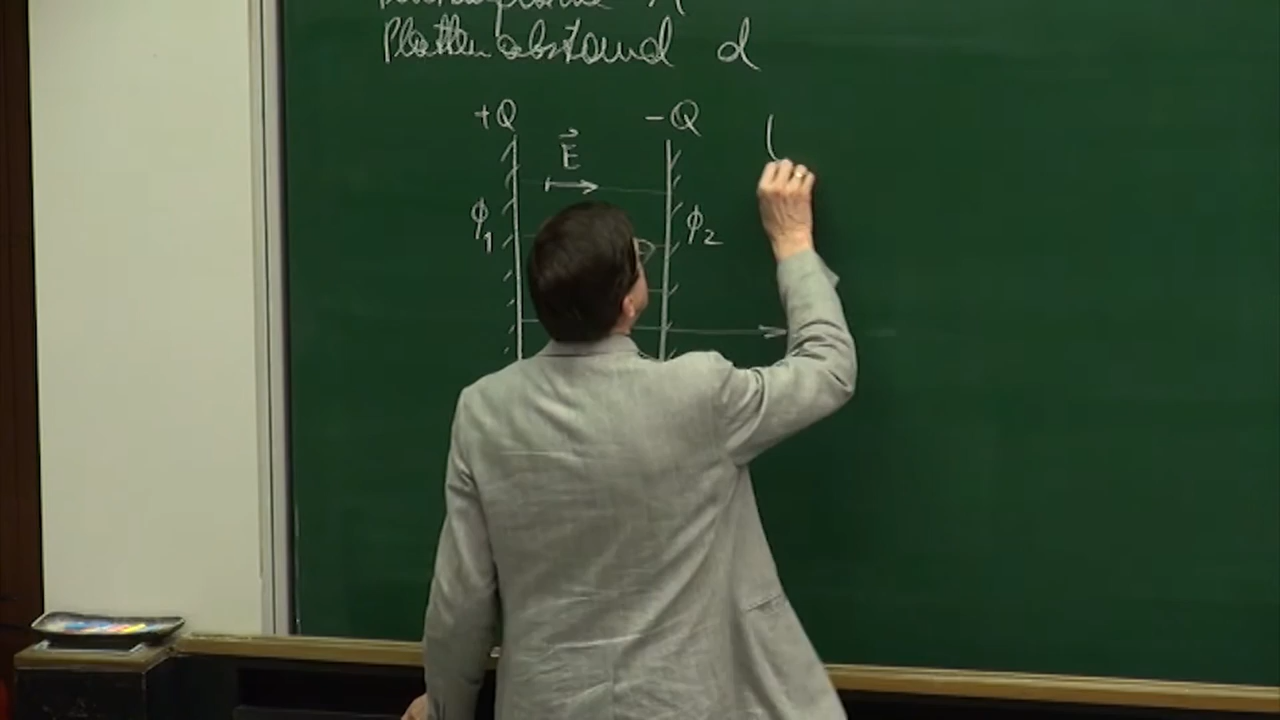 Plattenabstand d
+Q -Q
E⃗
ϕ₁ ϕ₂